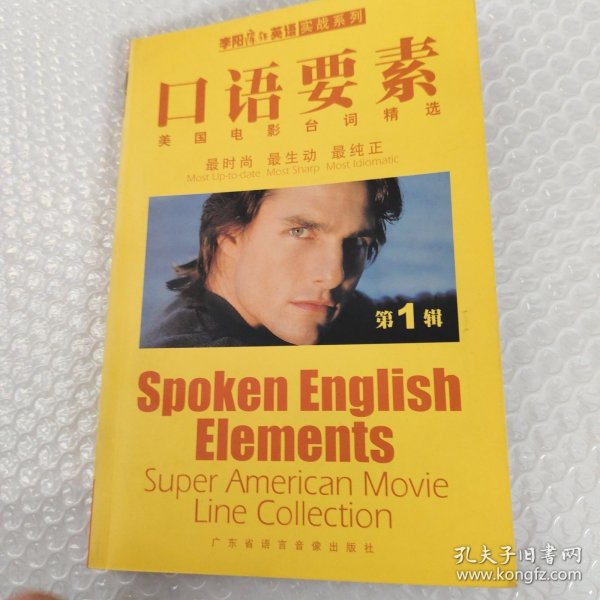 李阳疯狂英语实战系列
口语要素
美国电影台词精选
最时尚 最生动 最纯正
Most Up-to-date Most Sharp Most Idiomatic
第1辑
Spoken English
Elements
Super American Movie
Line Collection
广东省语言音像出版社
孔夫子旧书网
www.kongfz.com